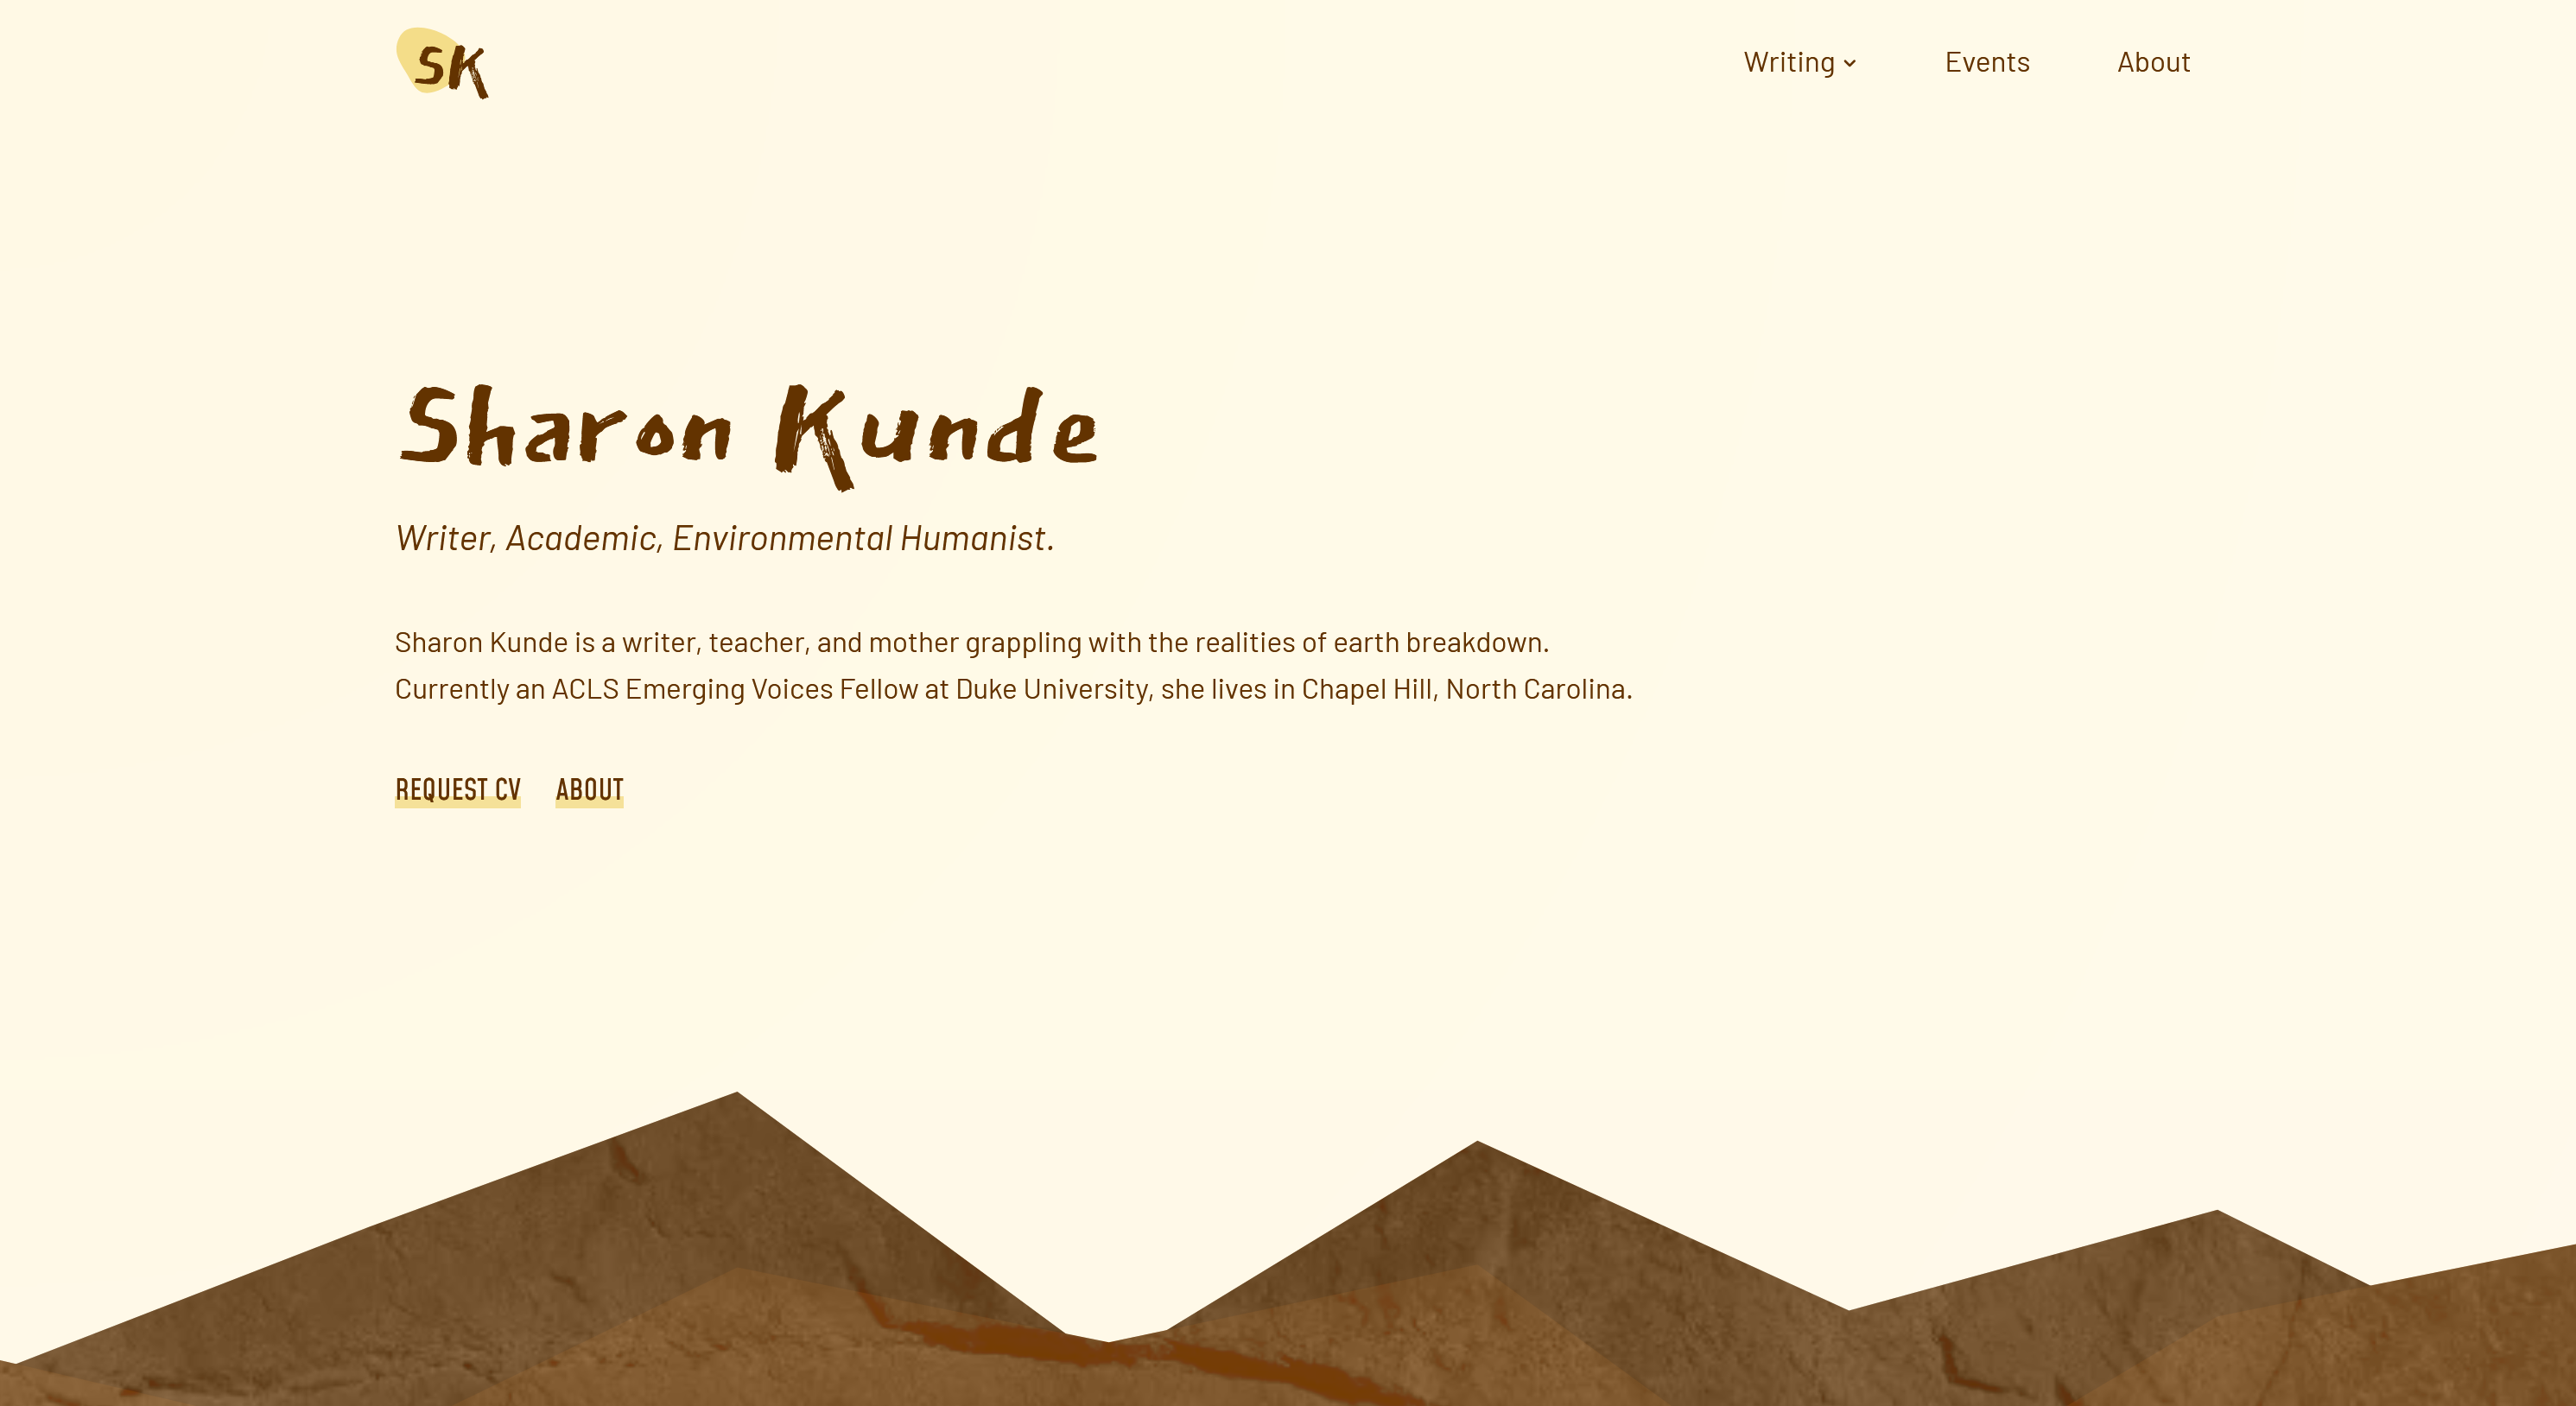 SK
Writing
Events
About
Sharon Kunde
Writer, Academic, Environmental Humanist.
Sharon Kunde is a writer, teacher, and mother grappling with the realities of earth breakdown.
Currently an ACLS Emerging Voices Fellow at Duke University, she lives in Chapel Hill, North Carolina.
REQUEST CV
ABOUT